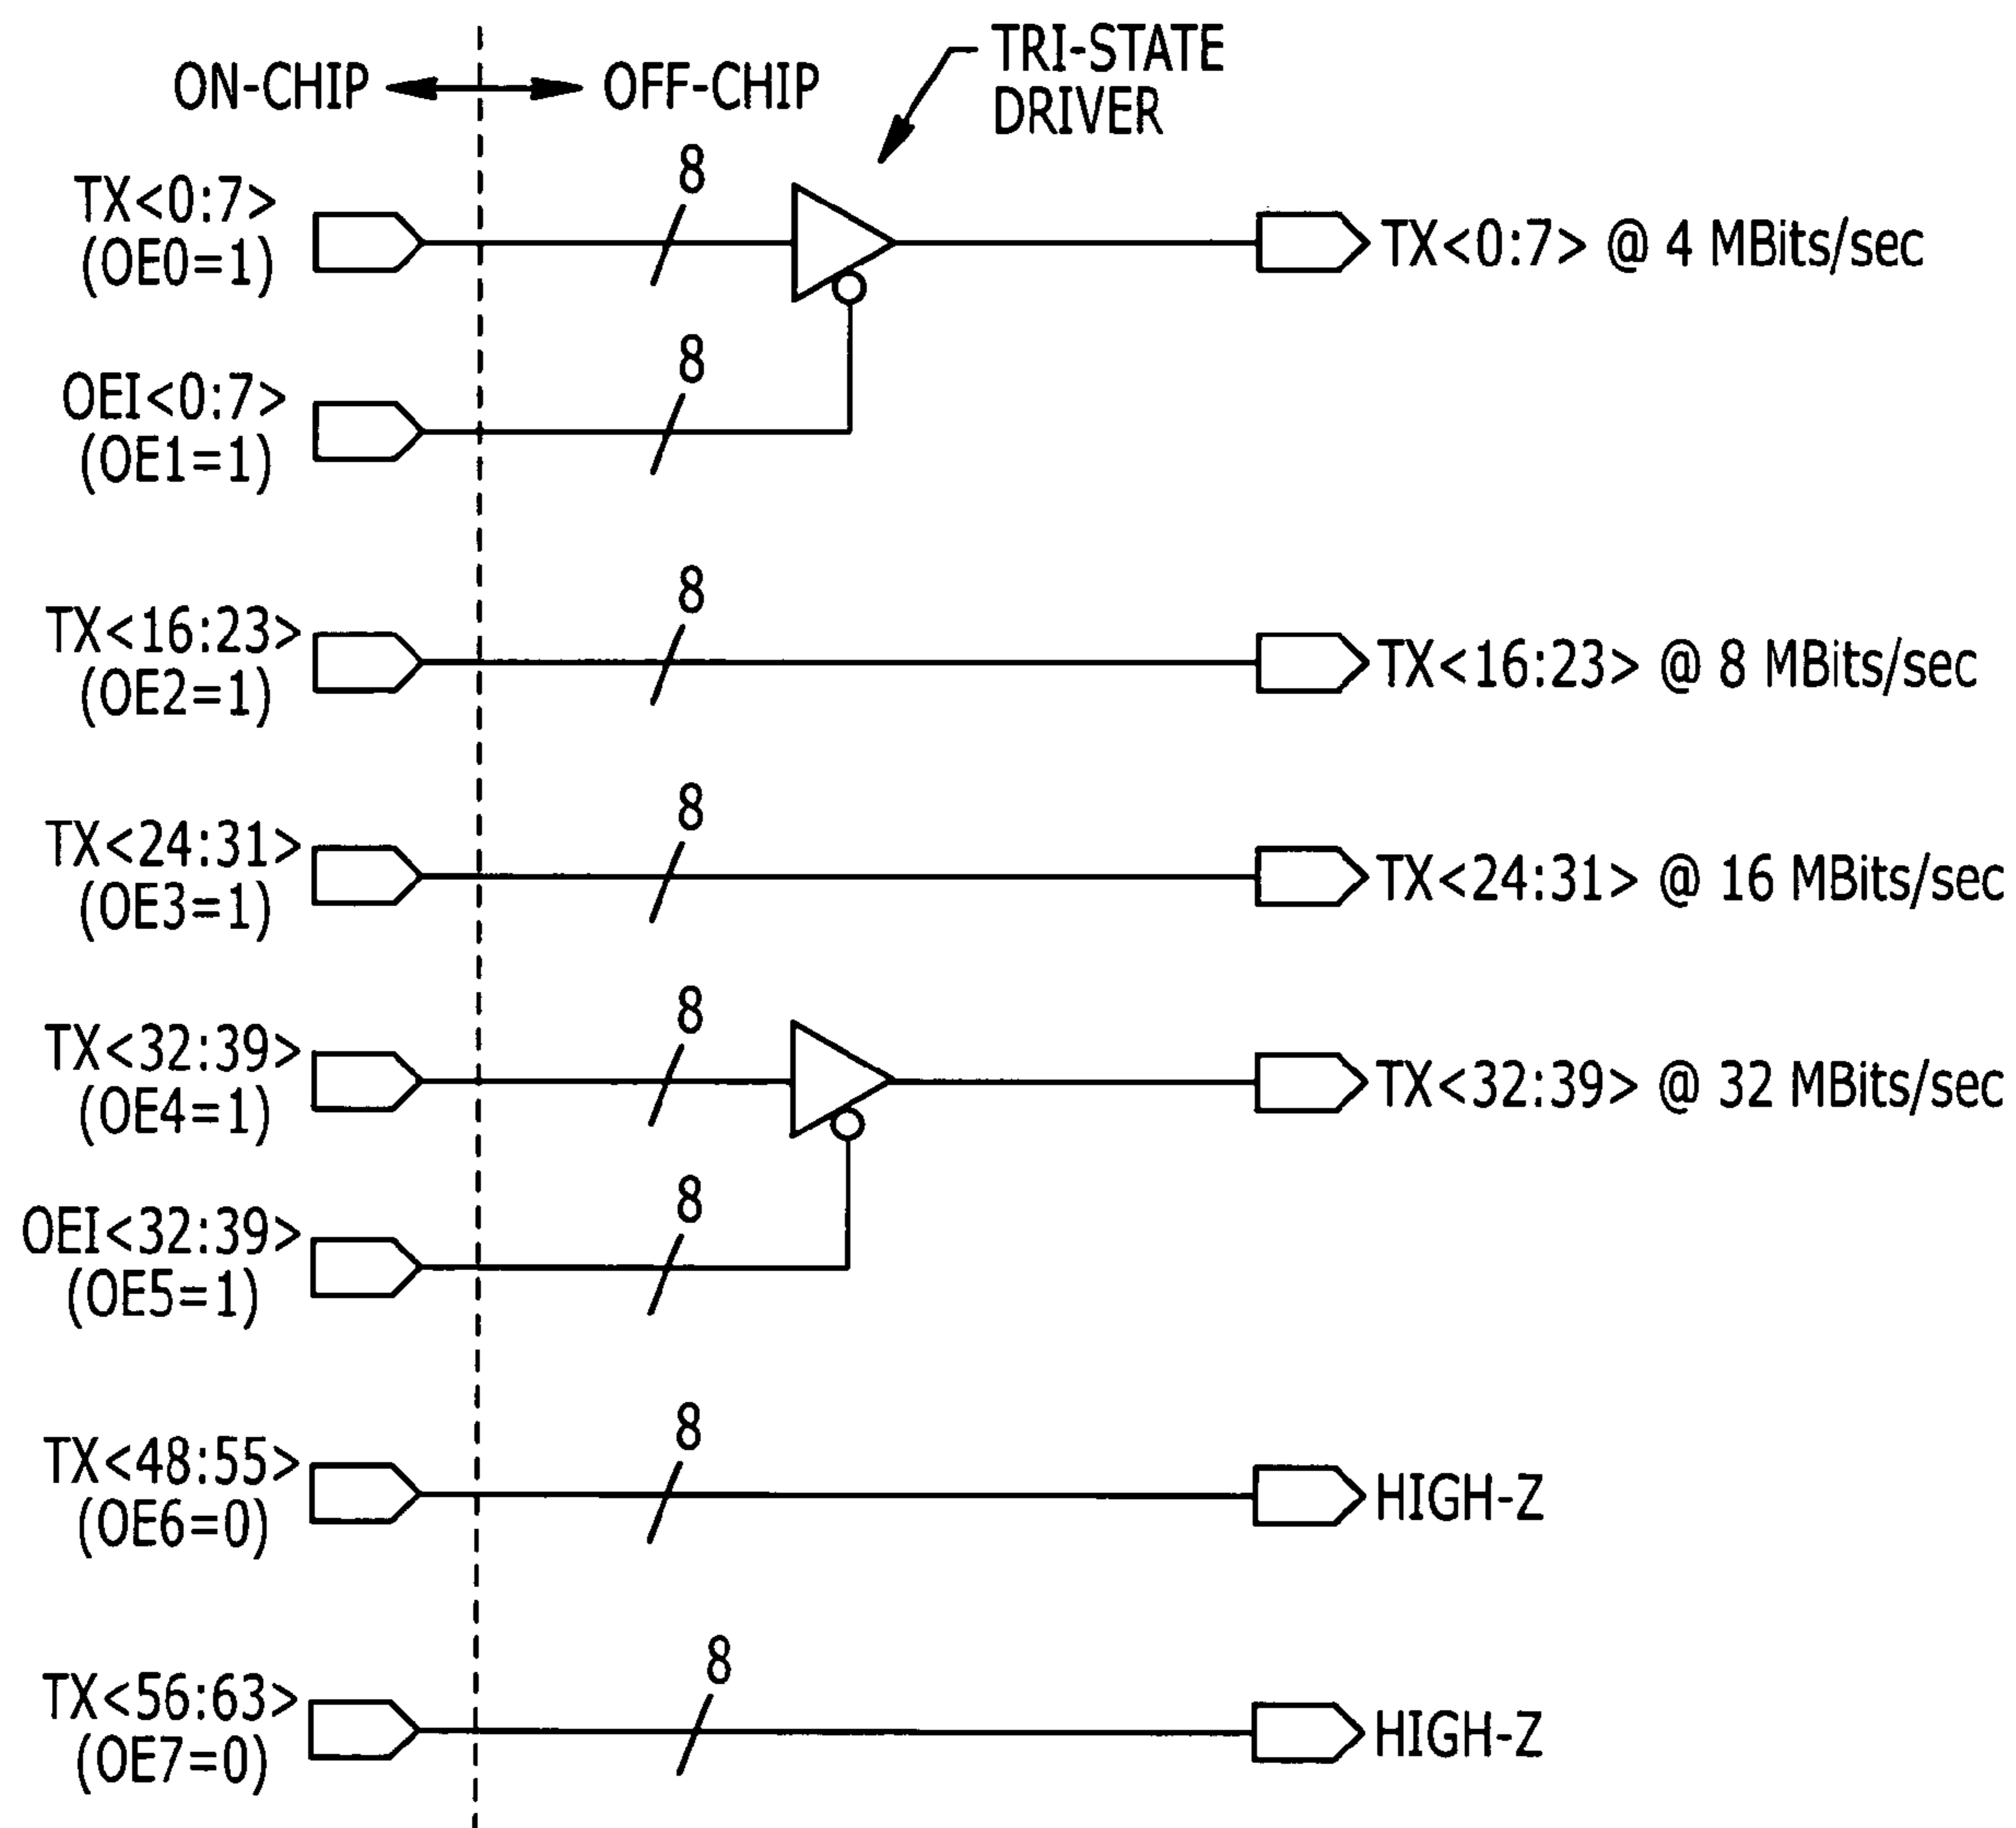 ON-CHIP
OFF-CHIP
TRI-STATE
DRIVER
TX<0:7>
(OE0=1)
8
TX<0:7> @ 4 MBits/sec
OEI<0:7>
(OE1=1)
8
TX<16:23>
(OE2=1)
8
TX<16:23> @ 8 MBits/sec
TX<24:31>
(OE3=1)
8
TX<24:31> @ 16 MBits/sec
TX<32:39>
(OE4=1)
8
TX<32:39> @ 32 MBits/sec
OEI<32:39>
(OE5=1)
8
TX<48:55>
(OE6=0)
8
HIGH-Z
TX<56:63>
(OE7=0)
8
HIGH-Z